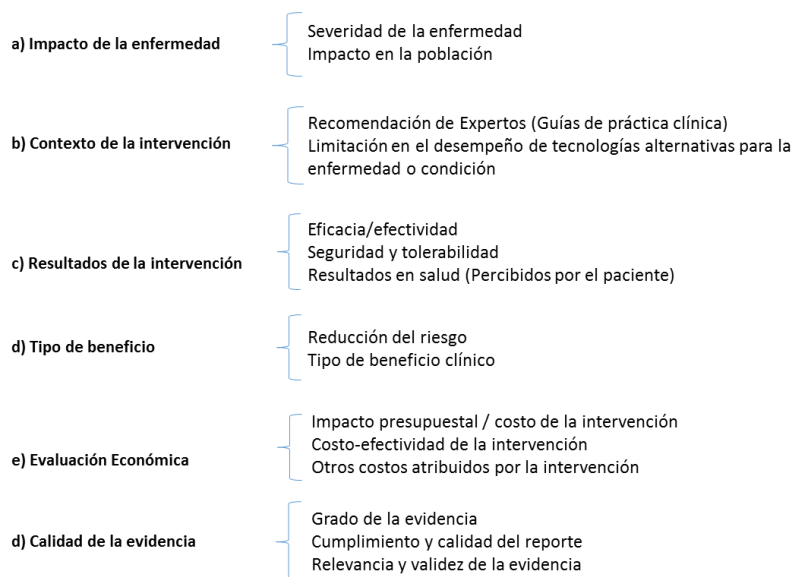 a) Impacto de la enfermedad
Severidad de la enfermedad
Impacto en la población
b) Contexto de la intervención
Recomendación de Expertos (Guías de práctica clínica)
Limitación en el desempeño de tecnologías alternativas para la
enfermedad o condición
c) Resultados de la intervención
Eficacia/efectividad
Seguridad y tolerabilidad
Resultados en salud (Percibidos por el paciente)
d) Tipo de beneficio
Reducción del riesgo
Tipo de beneficio clínico
e) Evaluación Económica
Impacto presupuestal / costo de la intervención
Costo-efectividad de la intervención
Otros costos atribuidos por la intervención
d) Calidad de la evidencia
Grado de la evidencia
Cumplimiento y calidad del reporte
Relevancia y validez de la evidencia